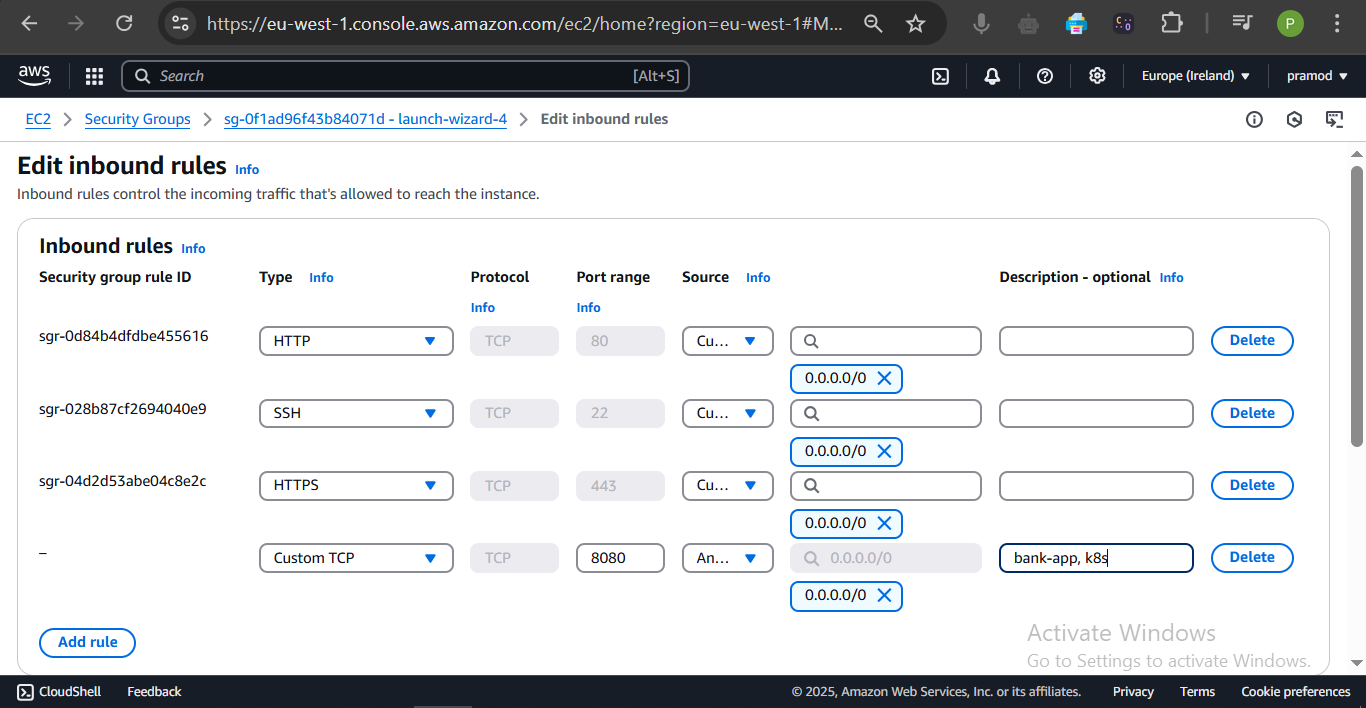 https://eu-west-1.console.aws.amazon.com/ec2/home?region=eu-west-1#M...
P
aws
Search
[Alt+S]
Europe (Ireland)
pramod
EC2
Security Groups
sg-0f1ad96f43b84071d - launch-wizard-4
Edit inbound rules
Edit inbound rules Info
Inbound rules control the incoming traffic that's allowed to reach the instance.
Inbound rules Info
Security group rule ID
Type Info
Protocol
Info
Port range
Info
Source Info
Description - optional Info
sgr-0d84b4dfdbe455616
HTTP
TCP
80
Cu...
0.0.0.0/0
Delete
sgr-028b87cf2694040e9
SSH
TCP
22
Cu...
0.0.0.0/0
Delete
sgr-04d2d53abe04c8e2c
HTTPS
TCP
443
Cu...
0.0.0.0/0
Delete
–
Custom TCP
TCP
8080
An...
0.0.0.0/0
0.0.0.0/0
bank-app, k8s
Delete
Add rule
Activate Windows
Go to Settings to activate Windows.
CloudShell
Feedback
© 2025, Amazon Web Services, Inc. or its affiliates.
Privacy
Terms
Cookie preferences